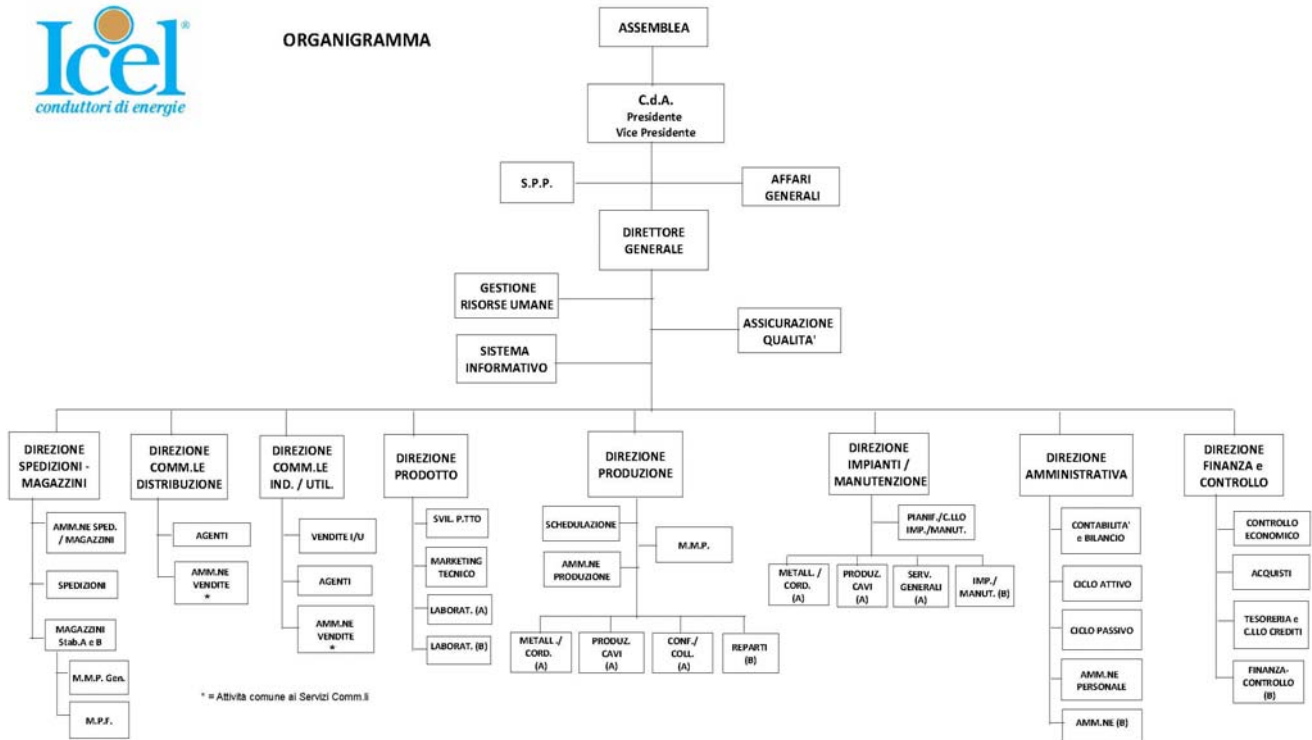 Icel®
conduttori di energie
ORGANIGRAMMA
ASSEMBLEA
C.d.A.
Presidente
Vice Presidente
S.P.P.
AFFARI
GENERALI
DIRETTORE
GENERALE
GESTIONE
RISORSE UMANE
ASSICURAZIONE
QUALITA'
SISTEMA
INFORMATIVO
DIREZIONE
SPEDIZIONI -
MAGAZZINI
AMM.NE SPED.
/ MAGAZZINI
SPEDIZIONI
MAGAZZINI
Stab.A e B
M.M.P. Gen.
M.P.F.
DIREZIONE
COMM.LE
DISTRIBUZIONE
AGENTI
AMM.NE
VENDITE
*
DIREZIONE
COMM.LE
IND. / UTIL.
VENDITE I/U
AGENTI
AMM.NE
VENDITE
*
DIREZIONE
PRODOTTO
SVIL. P.TTO
MARKETING
TECNICO
LABORAT. (A)
LABORAT. (B)
DIREZIONE
PRODUZIONE
SCHEDULAZIONE
M.M.P.
AMM.NE
PRODUZIONE
METALL./
CORD.
(A)
PRODUZ.
CAVI
(A)
CONF./
COLL.
(A)
REPARTI
(B)
DIREZIONE
IMPIANTI /
MANUTENZIONE
PIANIF./C.LLO
IMP./MANUT.
METALL. /
CORD.
(A)
PRODUZ.
CAVI
(A)
SERV.
GENERALI
(A)
IMP./
MANUT. (B)
DIREZIONE
AMMINISTRATIVA
CONTABILITA'
e BILANCIO
CICLO ATTIVO
CICLO PASSIVO
AMM.NE
PERSONALE
AMM.NE (B)
DIREZIONE
FINANZA e
CONTROLLO
CONTROLLO
ECONOMICO
ACQUISTI
TESORERIA e
C.LLO CREDITI
FINANZA-
CONTROLLO
(B)
* = Attività comune ai Servizi Comm.li